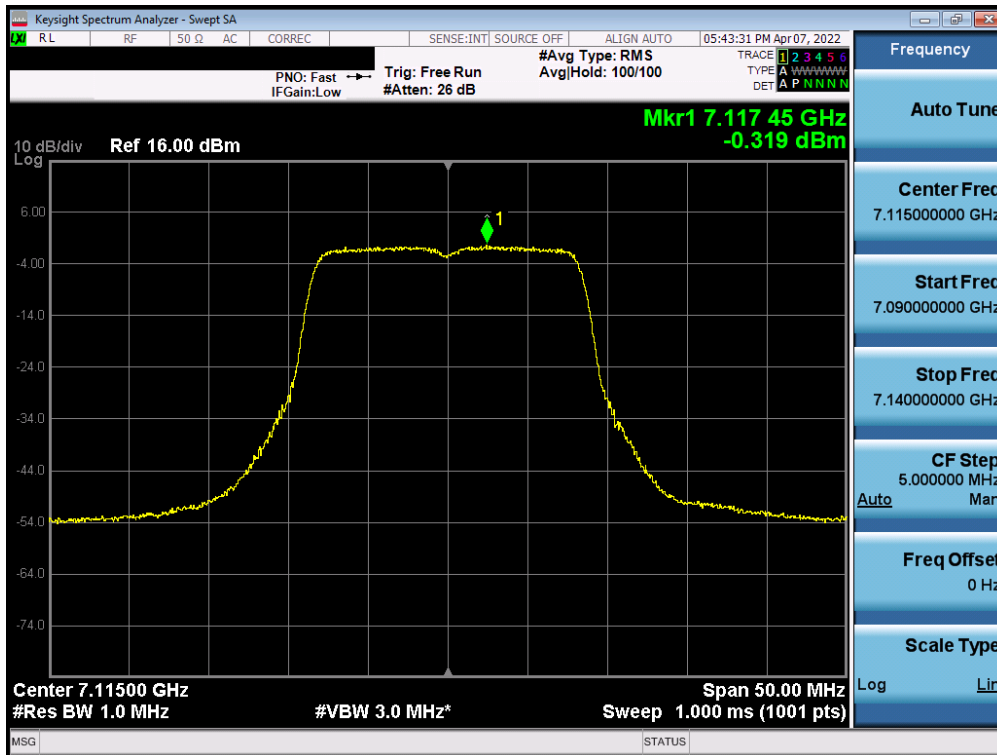 Keysight Spectrum Analyzer - Swept SA
LXI RL RF 50 Ω AC CORREC SENSE:INT SOURCE OFF ALIGN AUTO 05:43:31 PM Apr 07, 2022
PNO: Fast Trig: Free Run #Avg Type: RMS TRACE 1 2 3 4 5 6
IFGain:Low #Atten: 26 dB Avg|Hold: 100/100 TYPE A WWWWW
DET A P N N N N
Mkr1 7.117 45 GHz
-0.319 dBm
10 dB/div Ref 16.00 dBm
Log
6.00
1
-4.00
-14.0
-24.0
-34.0
-44.0
-54.0
-64.0
-74.0
Center 7.11500 GHz Span 50.00 MHz
#Res BW 1.0 MHz #VBW 3.0 MHz* Sweep 1.000 ms (1001 pts)
MSG STATUS
Frequency
Auto Tune
Center Freq
7.115000000 GHz
Start Freq
7.090000000 GHz
Stop Freq
7.140000000 GHz
CF Step
5.000000 MHz
Auto Man
Freq Offset
0 Hz
Scale Type
Log Lin